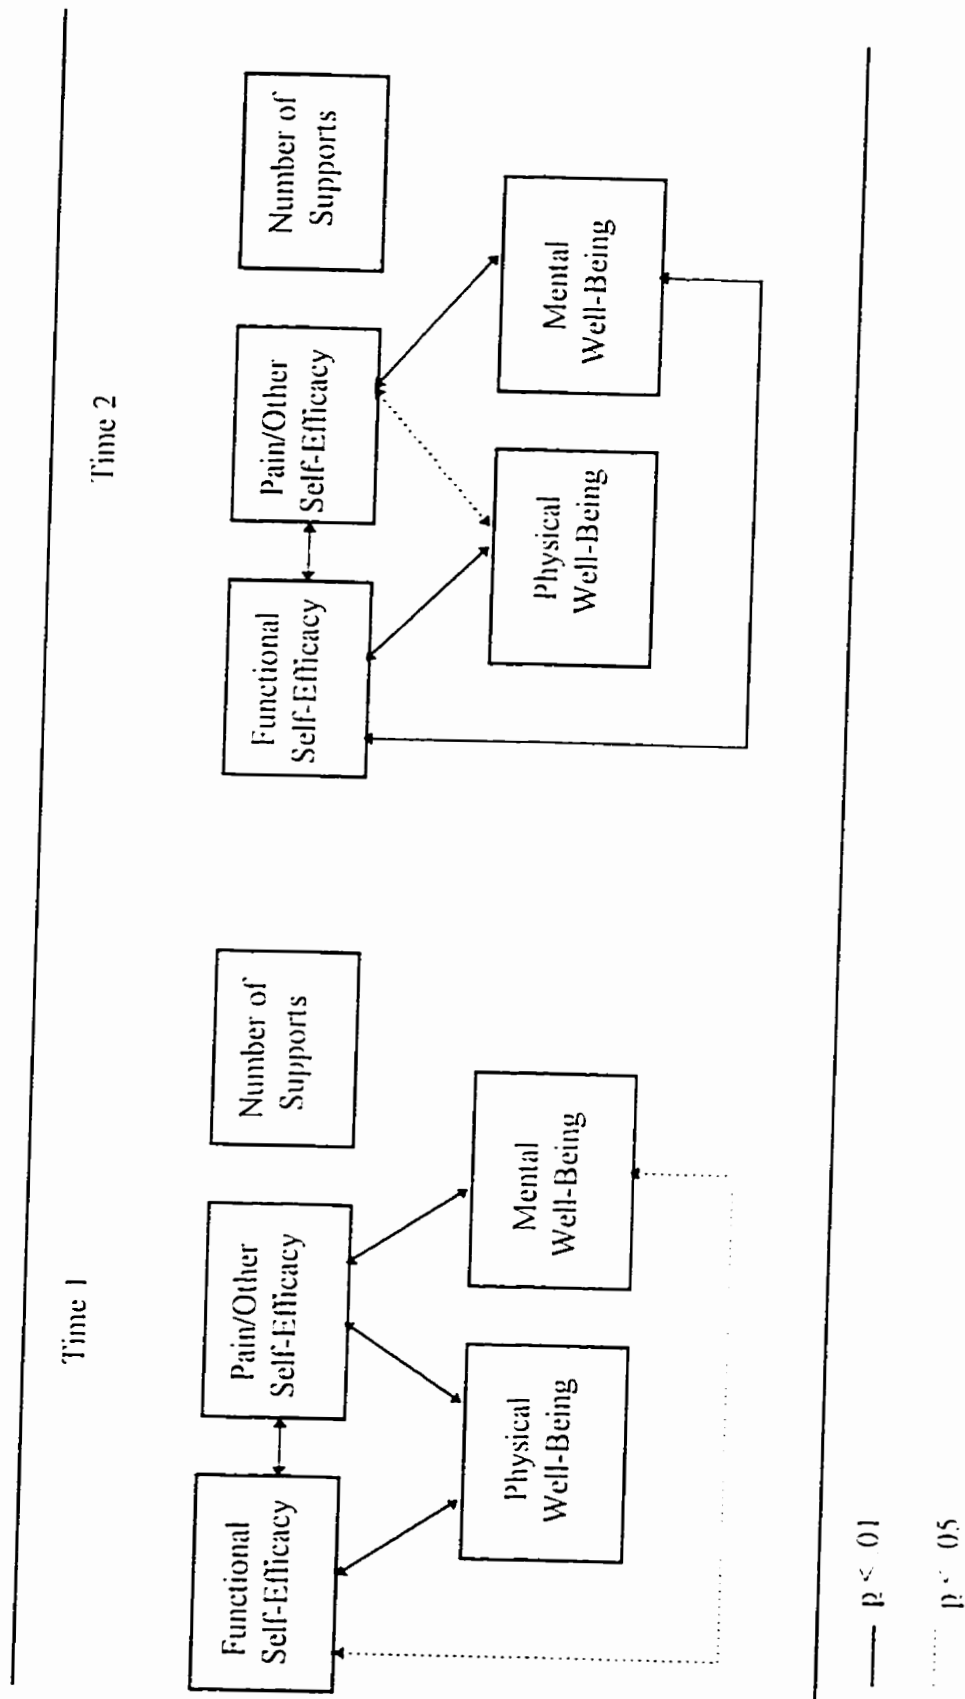 Time 1
Time 2
Functional
Self-Efficacy
Pain/Other
Self-Efficacy
Number of
Supports
Functional
Self-Efficacy
Pain/Other
Self-Efficacy
Number of
Supports
Physical
Well-Being
Mental
Well-Being
Physical
Well-Being
Mental
Well-Being
p < 01
p < 05